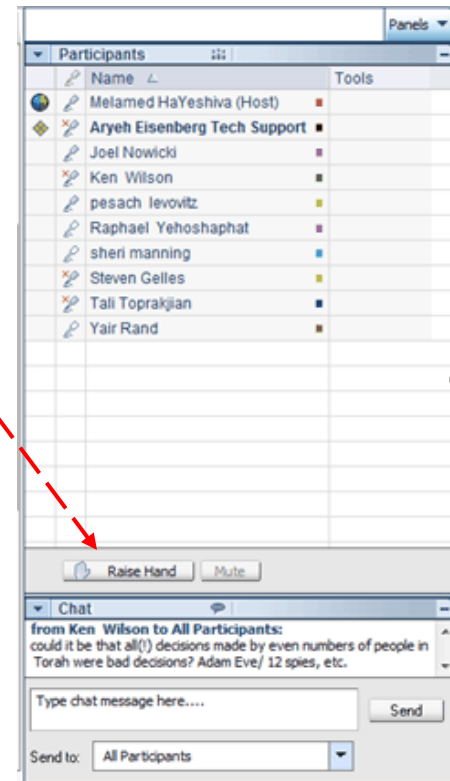 Panels
Participants
Name Tools
Melamed HaYeshiva (Host)
Aryeh Eisenberg Tech Support
Joel Nowicki
Ken Wilson
pesach levovitz
Raphael Yehoshaphat
sheri manning
Steven Gelles
Tali Toprakjian
Yair Rand
Raise Hand Mute
Chat
from Ken Wilson to All Participants:
could it be that all(!) decisions made by even numbers of people in
Torah were bad decisions? Adam Eve/ 12 spies, etc.
Type chat message here....
Send
Send to: All Participants